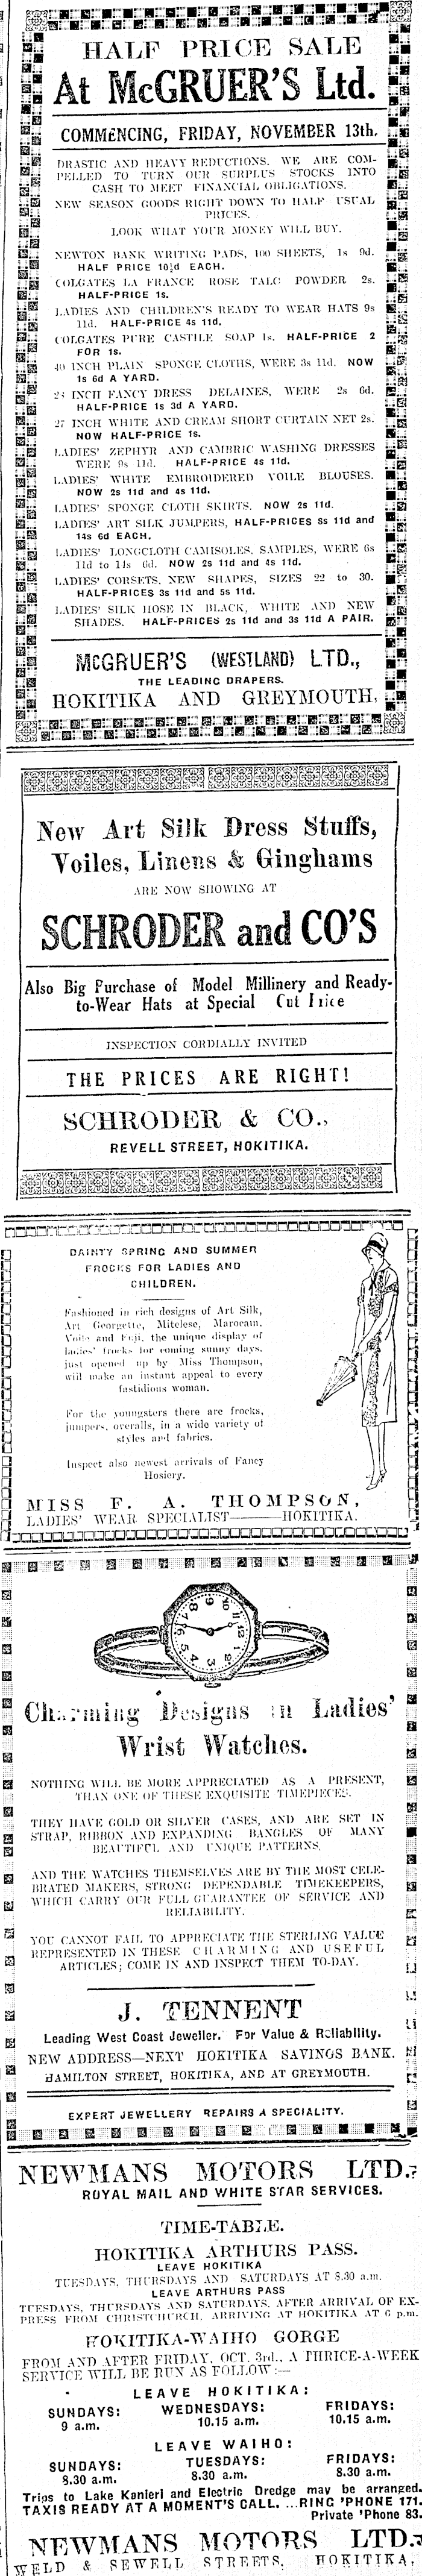 HALF PRICE SALE
At McGRUER'S Ltd.
COMMENCING, FRIDAY, NOVEMBER 13th.
DRASTIC AND HEAVY REDUCTIONS. WE ARE COM-
PELLED TO TURN OUR SURPLUS STOCKS INTO
CASH TO MEET FINANCIAL OBLIGATIONS.
NEW SEASON GOODS RIGHT DOWN TO HALF USUAL
PRICES.
LOOK WHAT YOUR MONEY WILL BUY.
NEWTON BANK WRITING PADS, 100 SHEETS, 1s 9d.
HALF PRICE 10½d EACH.
COLGATES LA FRANCE ROSE TALC POWDER 2s.
HALF-PRICE 1s.
LADIES AND CHILDREN'S READY TO WEAR HATS 9s
11d. HALF-PRICE 4s 11d.
COLGATES PURE CASTILE SOAP 1s. HALF-PRICE 2
FOR 1s.
40 INCH PLAIN SPONGE CLOTHS, WERE 3s 11d. NOW
1s 6d A YARD.
INCH FANCY DRESS DELAINES, WERE 2s 6d.
HALF-PRICE 1s 3d A YARD.
27 INCH WHITE AND CREAM SHORT CURTAIN NET 2s.
NOW HALF-PRICE 1s.
LADIES' ZEPHYR AND CAMBRIC WASHING DRESSES
WERE 9s 11d. HALF-PRICE 4s 11d.
LADIES' WHITE EMBROIDERED VOILE BLOUSES.
NOW 2s 11d and 4s 11d.
LADIES' SPONGE CLOTH SKIRTS. NOW 2s 11d.
LADIES' ART SILK JUMPERS, HALF-PRICES 8s 11d and
14s 6d EACH.
LADIES' LONGCLOTH CAMISOLES, SAMPLES, WERE 6s
11d to 11s 6d. NOW 2s 11d and 4s 11d.
LADIES' CORSETS, NEW SHAPES, SIZES 22 to 30.
HALF-PRICES 3s 11d and 5s 11d.
LADIES' SILK HOSE IN BLACK, WHITE AND NEW
SHADES. HALF-PRICES 2s 11d and 3s 11d A PAIR.
McGRUER'S (WESTLAND) LTD.,
THE LEADING DRAPERS.
HOKITIKA AND GREYMOUTH.
New Art Silk Dress Stuffs,
Voiles, Linens & Ginghams
ARE NOW SHOWING AT
SCHRODER and CO'S
Also Big Purchase of Model Millinery and Ready-
to-Wear Hats at Special Cut Price
INSPECTION CORDIALLY INVITED
THE PRICES ARE RIGHT!
SCHRODER & CO.,
REVELL STREET, HOKITIKA.
DAINTY SPRING AND SUMMER
FROCKS FOR LADIES AND
CHILDREN.
Fashioned in rich designs of Art Silk,
Art Georgette, Mitelese, Marocain,
Voile and Fuji, the unique display of
ladies' frocks for coming sunny days,
just opened up by Miss Thompson,
will make an instant appeal to every
fastidious woman.
For the youngsters there are frocks,
jumpers, overalls, in a wide variety of
styles and fabrics.
Inspect also newest arrivals of Fancy
Hosiery.
MISS F. A. THOMPSON,
LADIES' WEAR SPECIALIST———HOKITIKA.
Charming Designs in Ladies'
Wrist Watches.
NOTHING WILL BE MORE APPRECIATED AS A PRESENT,
THAN ONE OF THESE EXQUISITE TIMEPIECES.
THEY HAVE GOLD OR SILVER CASES, AND ARE SET IN
STRAP, RIBBON AND EXPANDING BANGLES OF MANY
BEAUTIFUL AND UNIQUE PATTERNS.
AND THE WATCHES THEMSELVES ARE BY THE MOST CELE-
BRATED MAKERS, STRONG DEPENDABLE TIMEKEEPERS,
WHICH CARRY OUR FULL GUARANTEE OF SERVICE AND
RELIABILITY.
YOU CANNOT FAIL TO APPRECIATE THE STERLING VALUE
REPRESENTED IN THESE CHARMING AND USEFUL
ARTICLES; COME IN AND INSPECT THEM TO-DAY.
J. TENNENT
Leading West Coast Jeweller. For Value & Reliability.
NEW ADDRESS—NEXT HOKITIKA SAVINGS BANK.
HAMILTON STREET, HOKITIKA, AND AT GREYMOUTH.
EXPERT JEWELLERY REPAIRS A SPECIALITY.
NEWMANS MOTORS LTD.
ROYAL MAIL AND WHITE STAR SERVICES.
TIME-TABLE.
HOKITIKA ARTHURS PASS.
LEAVE HOKITIKA
TUESDAYS, THURSDAYS AND SATURDAYS AT 8.30 a.m.
LEAVE ARTHURS PASS
TUESDAYS, THURSDAYS AND SATURDAYS, AFTER ARRIVAL OF EX-
PRESS FROM CHRISTCHURCH, ARRIVING AT HOKITIKA AT 6 p.m.
HOKITIKA-WAIHO GORGE
FROM AND AFTER FRIDAY, OCT. 3rd., A THRICE-A-WEEK
SERVICE WILL BE RUN AS FOLLOW:—
LEAVE HOKITIKA:
SUNDAYS: WEDNESDAYS: FRIDAYS:
9 a.m. 10.15 a.m. 10.15 a.m.
LEAVE WAIHO:
SUNDAYS: TUESDAYS: FRIDAYS:
8.30 a.m. 8.30 a.m. 8.30 a.m.
Trips to Lake Kanieri and Electric Dredge may be arranged.
TAXIS READY AT A MOMENT'S CALL. ...RING 'PHONE 171.
Private 'Phone 83.
NEWMANS MOTORS LTD.
WELD & SEWELL STREETS, HOKITIKA.